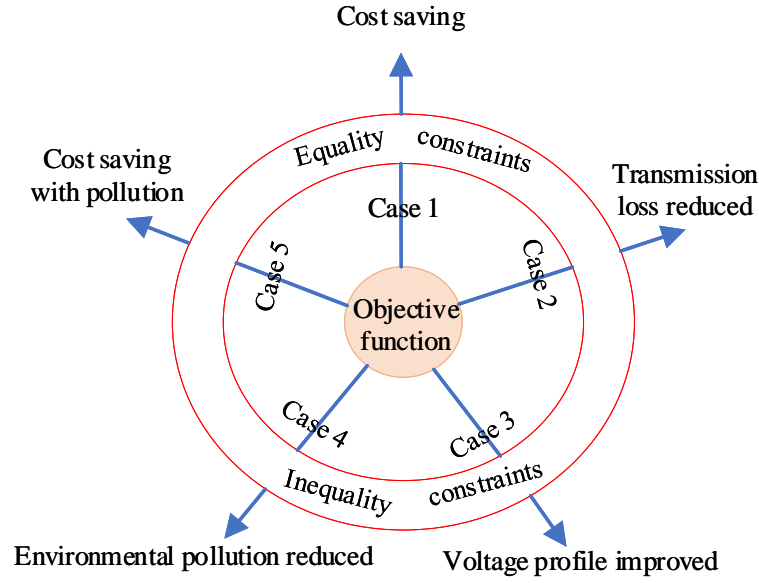 Cost saving
Equality constraints
Cost saving
with pollution
Transmission
loss reduced
Case 1
Case 5
Case 2
Objective
function
Case 4
Case 3
Inequality constraints
Environmental pollution reduced
Voltage profile improved